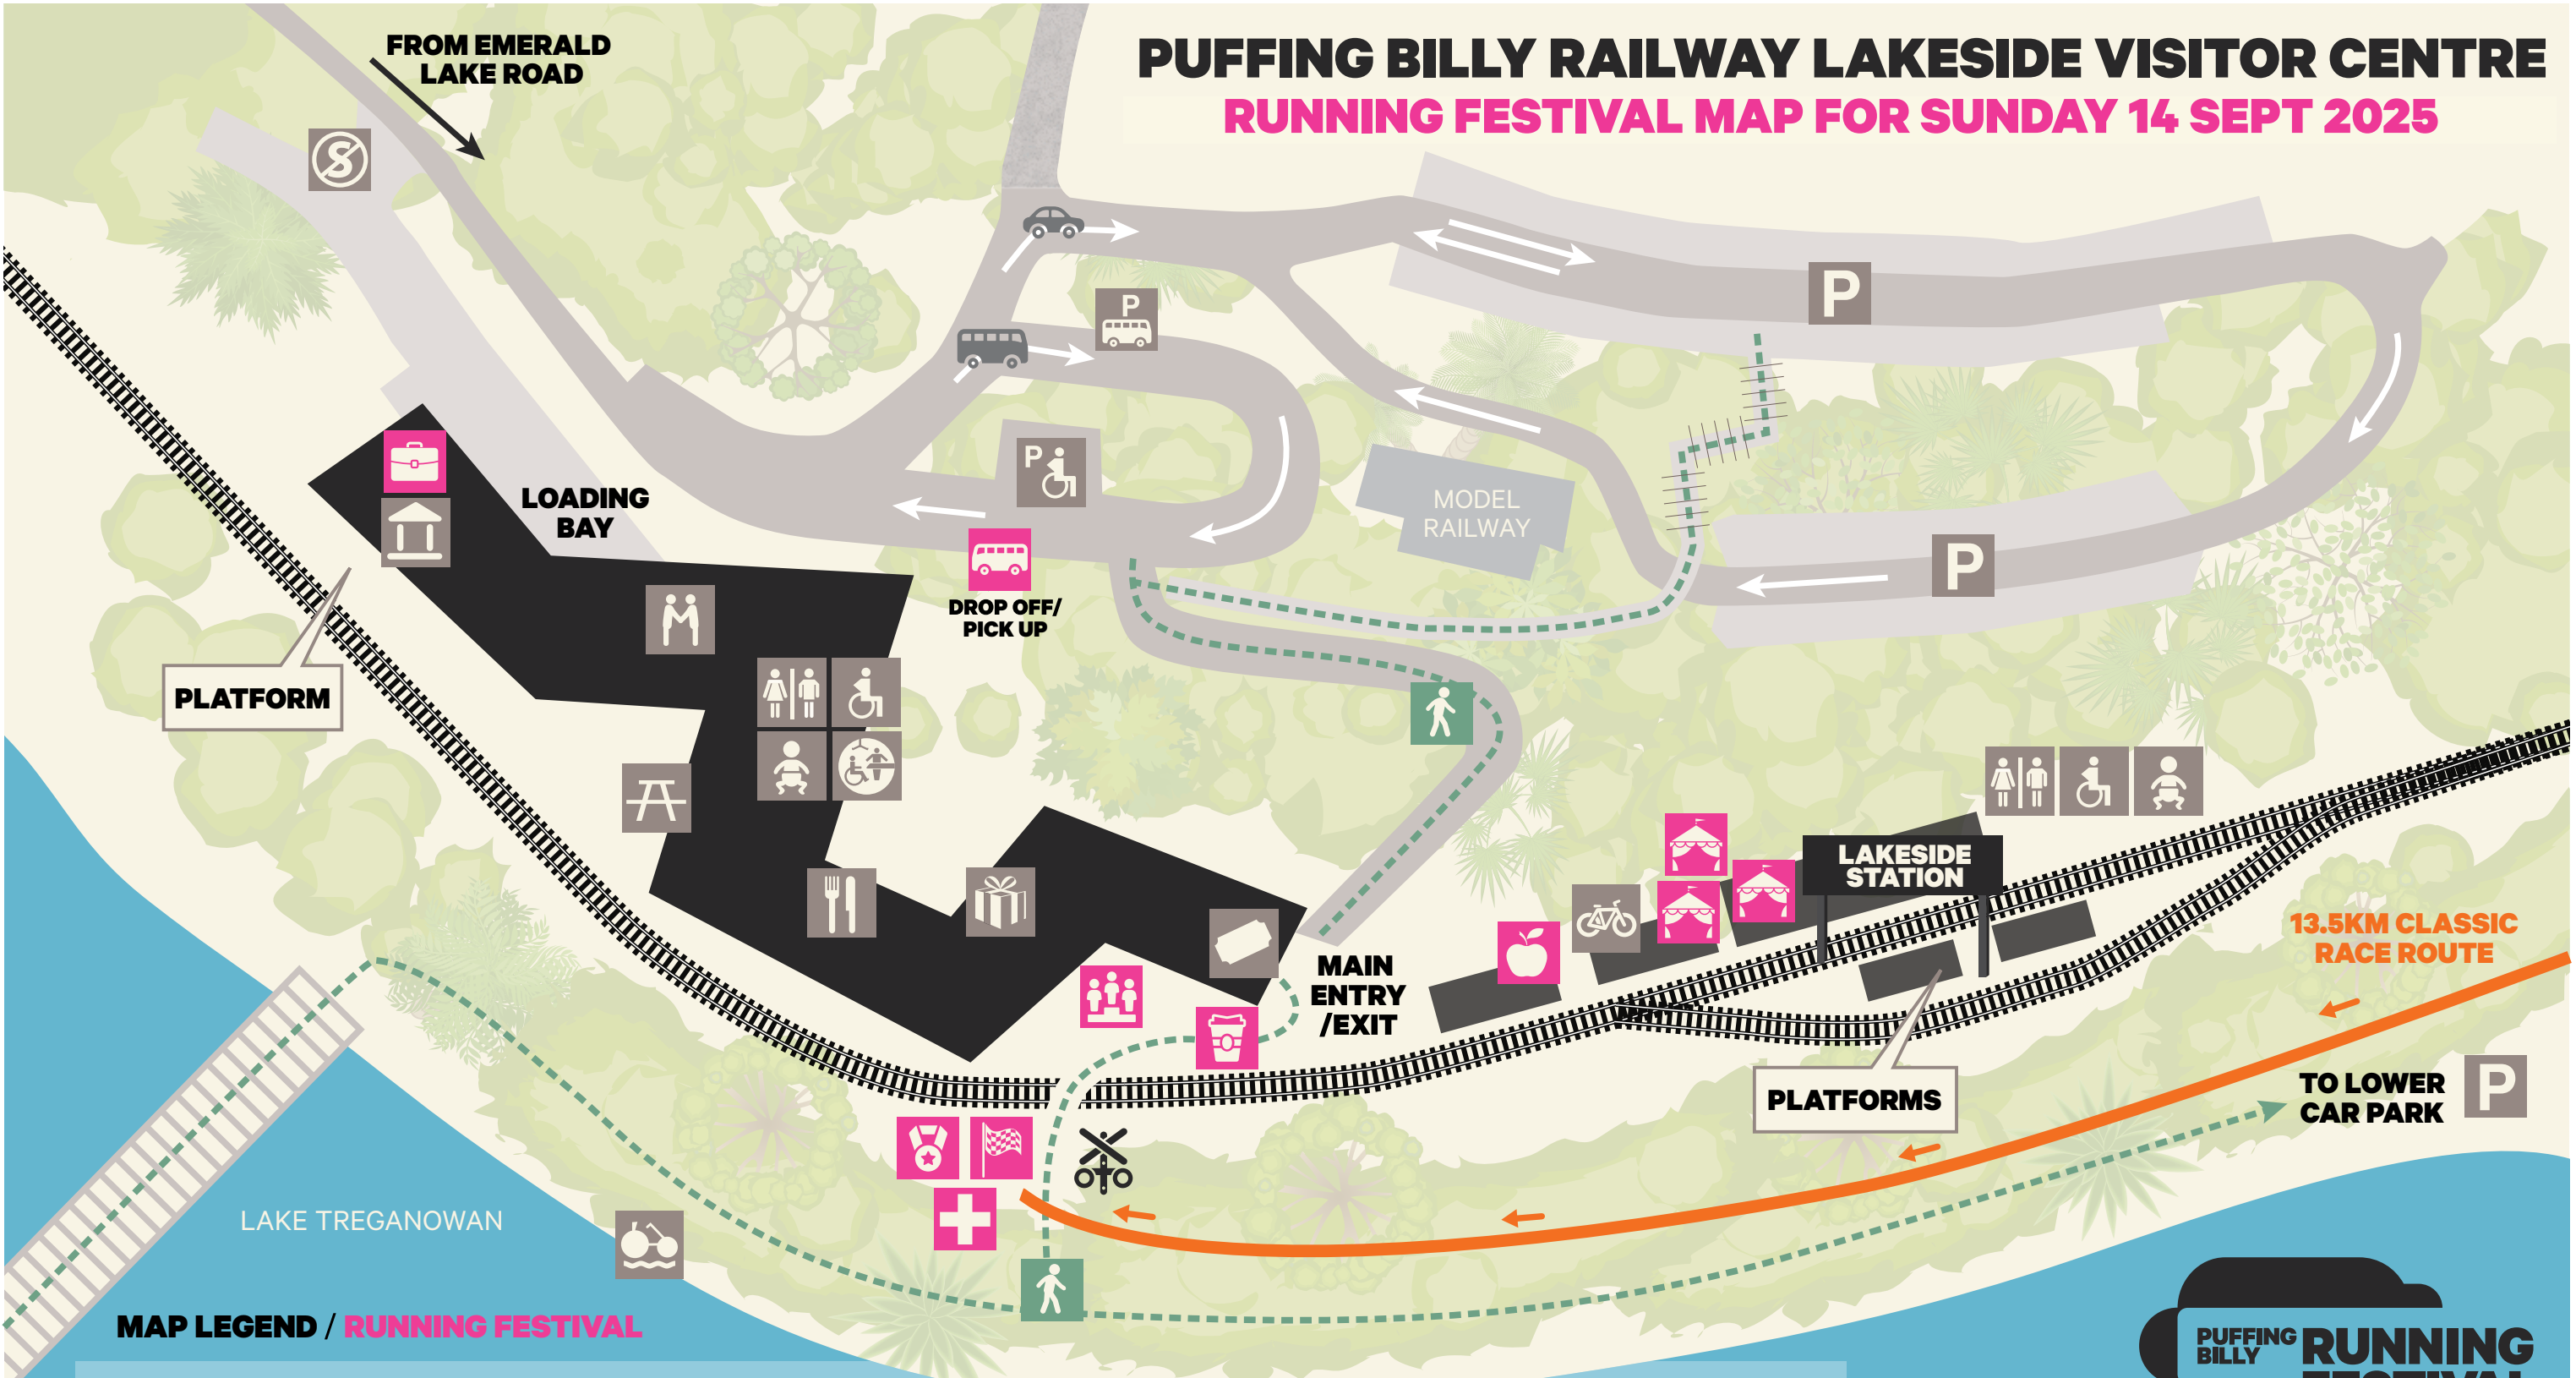 FROM EMERALD
LAKE ROAD
PUFFING BILLY RAILWAY LAKESIDE VISITOR CENTRE
RUNNING FESTIVAL MAP FOR SUNDAY 14 SEPT 2025
S
P
P
P
LOADING
BAY
MODEL
RAILWAY
P
DROP OFF/
PICK UP
PLATFORM
LAKESIDE
STATION
13.5KM CLASSIC
RACE ROUTE
MAIN
ENTRY
/EXIT
PLATFORMS
TO LOWER
CAR PARK
P
LAKE TREGANOWAN
MAP LEGEND / RUNNING FESTIVAL
PUFFING
BILLY
RUNNING
FESTIVAL